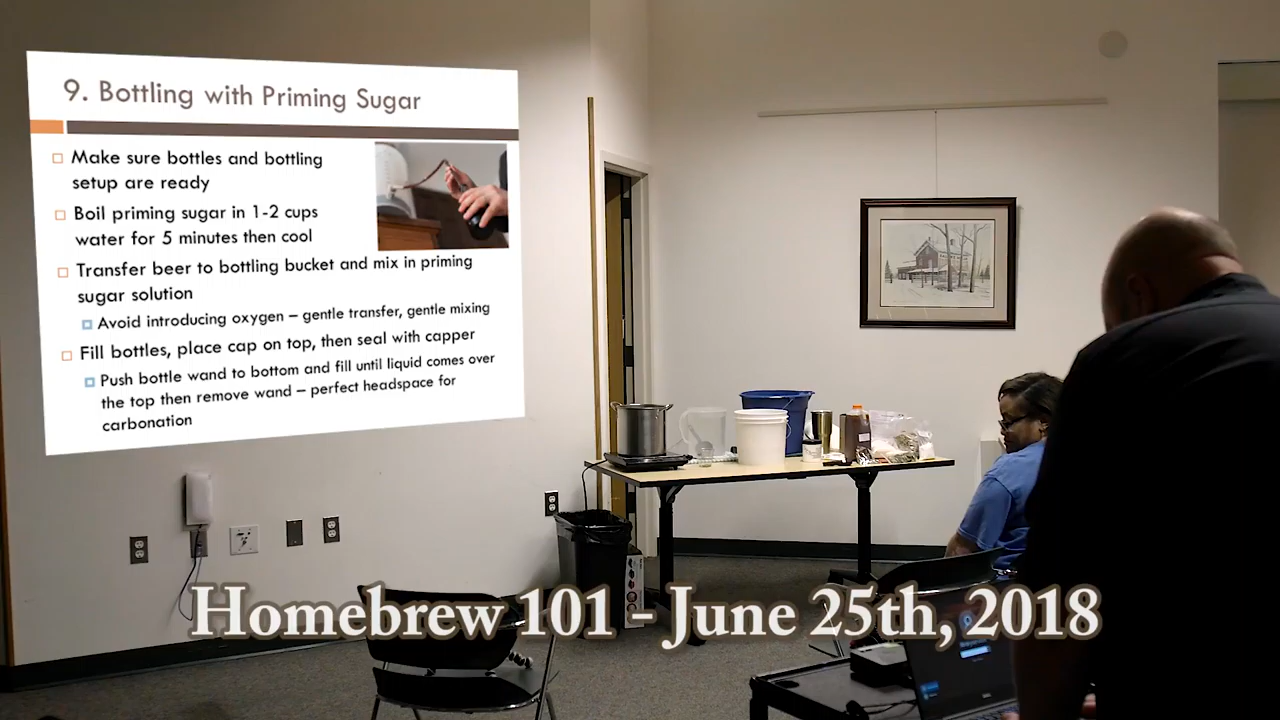 9. Bottling with Priming Sugar
Make sure bottles and bottling
setup are ready
Boil priming sugar in 1-2 cups
water for 5 minutes then cool
Transfer beer to bottling bucket and mix in priming
sugar solution
Avoid introducing oxygen – gentle transfer, gentle mixing
Fill bottles, place cap on top, then seal with capper
Push bottle wand to bottom and fill until liquid comes over
the top then remove wand – perfect headspace for
carbonation
Homebrew 101 - June 25th, 2018